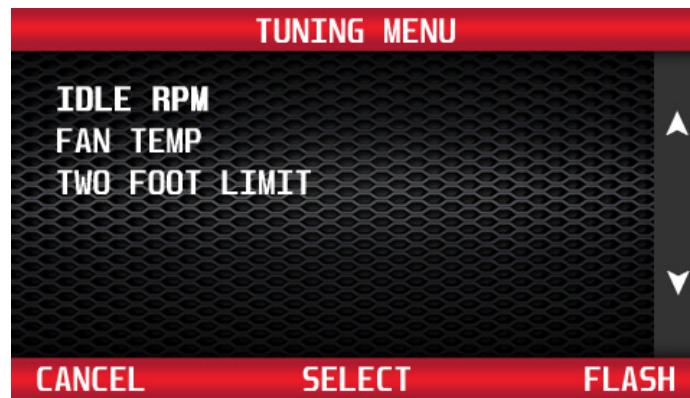 TUNING MENU
IDLE RPM
FAN TEMP
TWO FOOT LIMIT
CANCEL SELECT FLASH